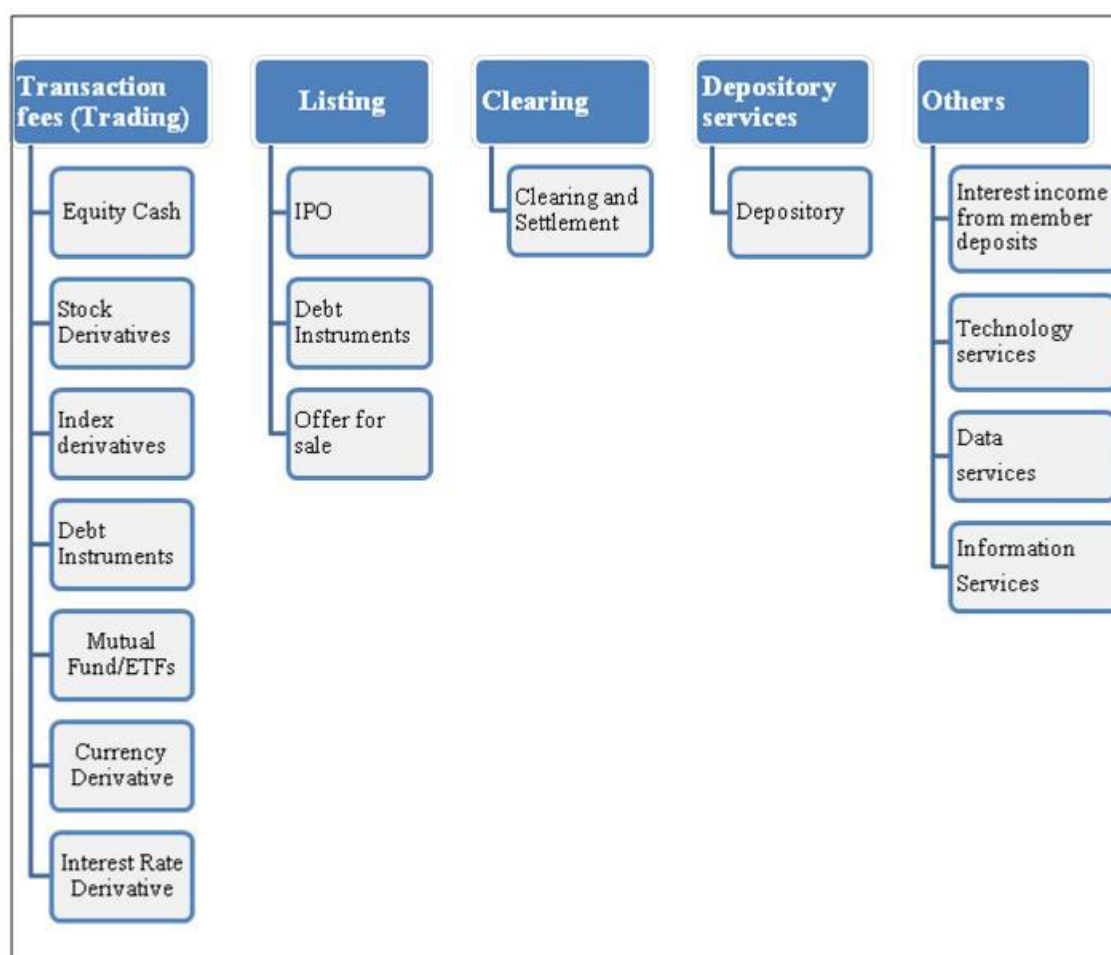 Transaction
fees (Trading)
Equity Cash
Stock
Derivatives
Index
derivatives
Debt
Instruments
Mutual
Fund/ETFs
Currency
Derivative
Interest Rate
Derivative
Listing
IPO
Debt
Instruments
Offer for
sale
Clearing
Clearing and
Settlement
Depository
services
Depository
Others
Interest income
from member
deposits
Technology
services
Data
services
Information
Services